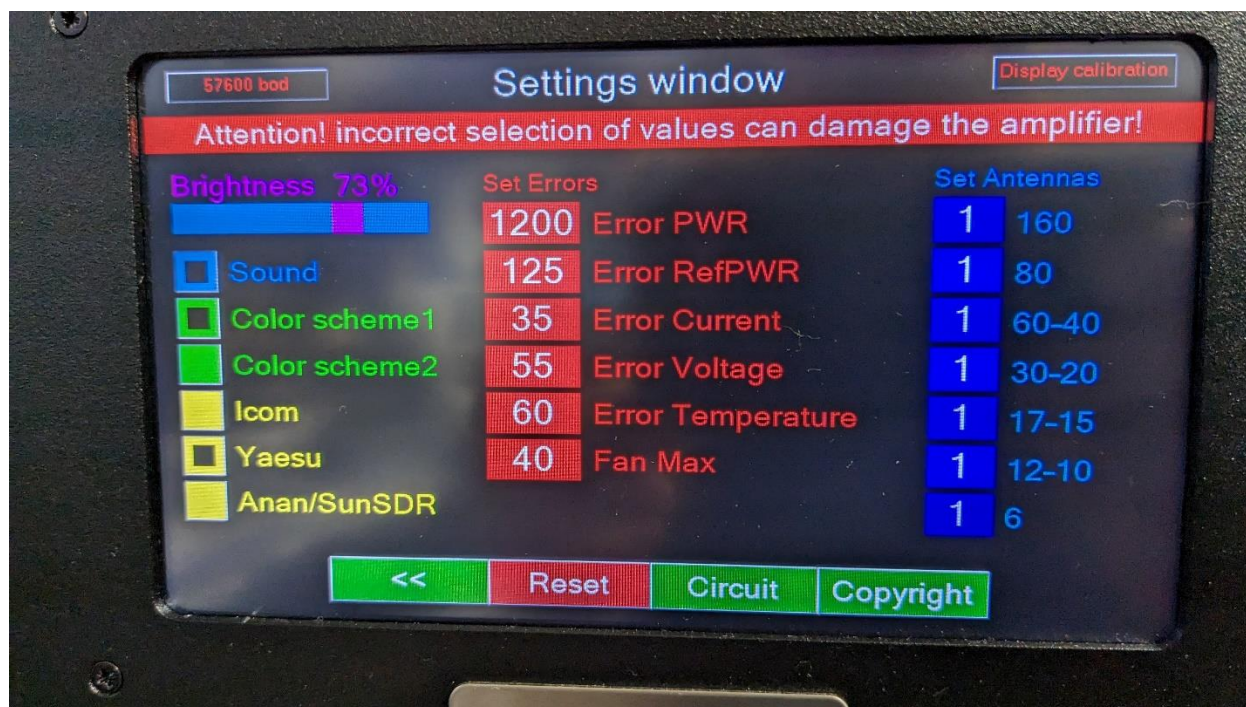 57600 bod
Settings window
Display calibration
Attention! incorrect selection of values can damage the amplifier!
Brightness 73%
Sound
Color scheme1
Color scheme2
Icom
Yaesu
Anan/SunSDR
Set Errors
1200 Error PWR
125 Error RefPWR
35 Error Current
55 Error Voltage
60 Error Temperature
40 Fan Max
Set Antennas
1 160
1 80
1 60-40
1 30-20
1 17-15
1 12-10
1 6
<< Reset Circuit Copyright